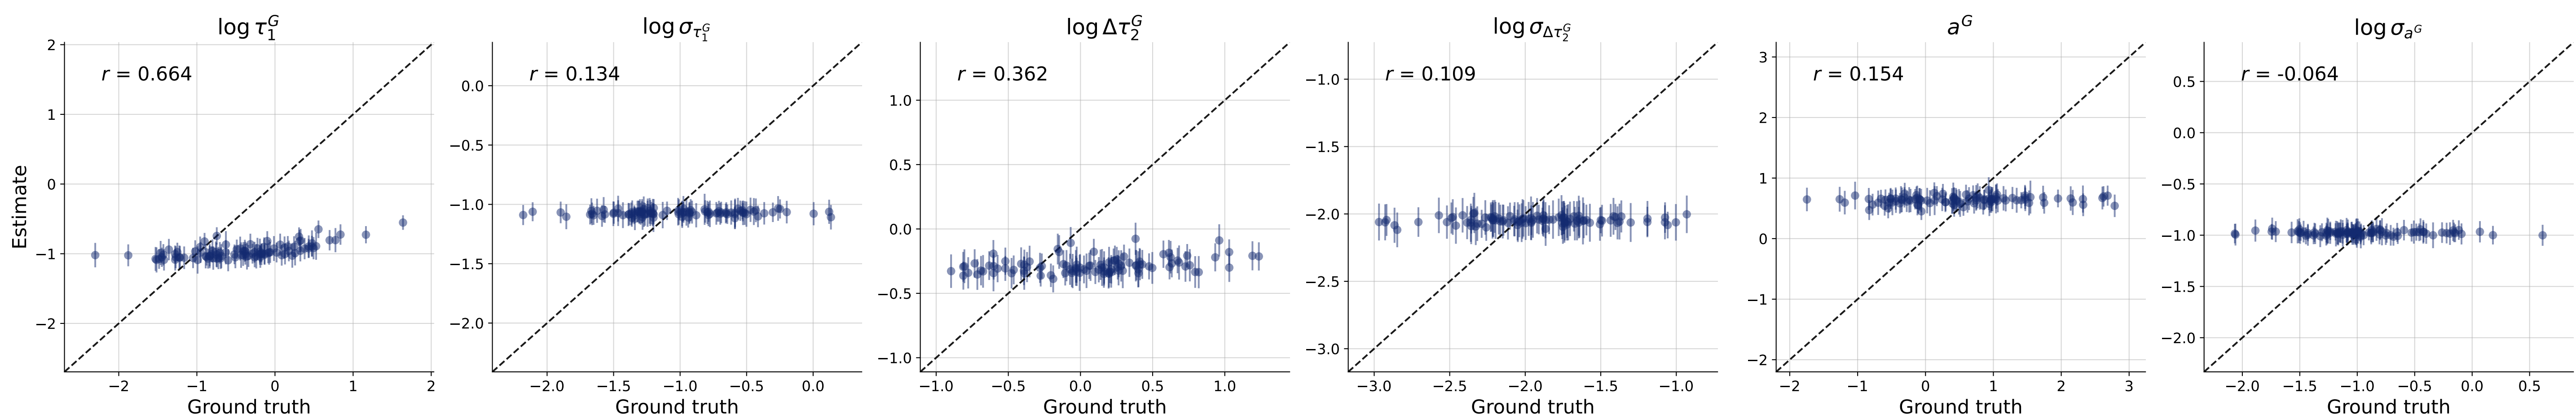 log τ₁ᴳ
r = 0.664
2
1
0
−1
−2
Estimate
−2 −1 0 1 2
Ground truth
log σ_{τ₁ᴳ}
r = 0.134
0.0
−0.5
−1.0
−1.5
−2.0
−2.0 −1.5 −1.0 −0.5 0.0
Ground truth
log Δτ₂ᴳ
r = 0.362
1.0
0.5
0.0
−0.5
−1.0
−1.0 −0.5 0.0 0.5 1.0
Ground truth
log σ_{Δτ₂ᴳ}
r = 0.109
−1.0
−1.5
−2.0
−2.5
−3.0
−3.0 −2.5 −2.0 −1.5 −1.0
Ground truth
aᴳ
r = 0.154
3
2
1
0
−1
−2
−2 −1 0 1 2 3
Ground truth
log σ_{aᴳ}
r = -0.064
0.5
0.0
−0.5
−1.0
−1.5
−2.0
−2.0 −1.5 −1.0 −0.5 0.0 0.5
Ground truth